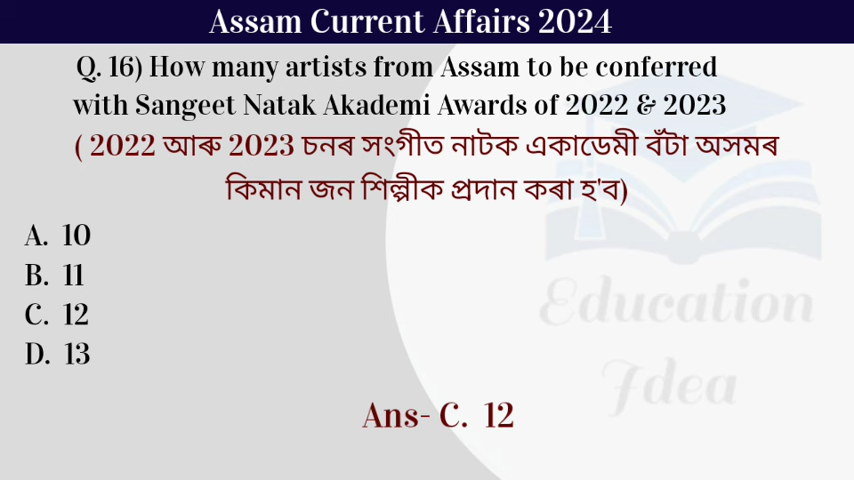 Assam Current Affairs 2024
Q. 16) How many artists from Assam to be conferred
with Sangeet Natak Akademi Awards of 2022 & 2023
( 2022 আৰু 2023 চনৰ সংগীত নাটক একাডেমী বঁটা অসমৰ
কিমান জন শিল্পীক প্ৰদান কৰা হ'ব)
A. 10
B. 11
C. 12
D. 13
Education
Idea
Ans- C. 12